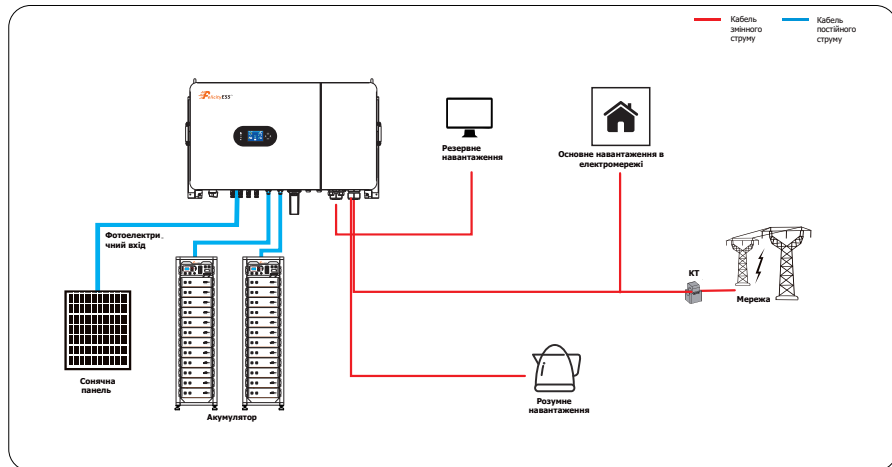 Кабель
змінного
струму
Кабель
постійного
струму
FelicityESS™
Резервне
навантаження
Основне навантаження в
електромережі
Фотоелектри
чний вхід
КТ
Мережа
Сонячна
панель
Акумулятор
Розумне
навантаження